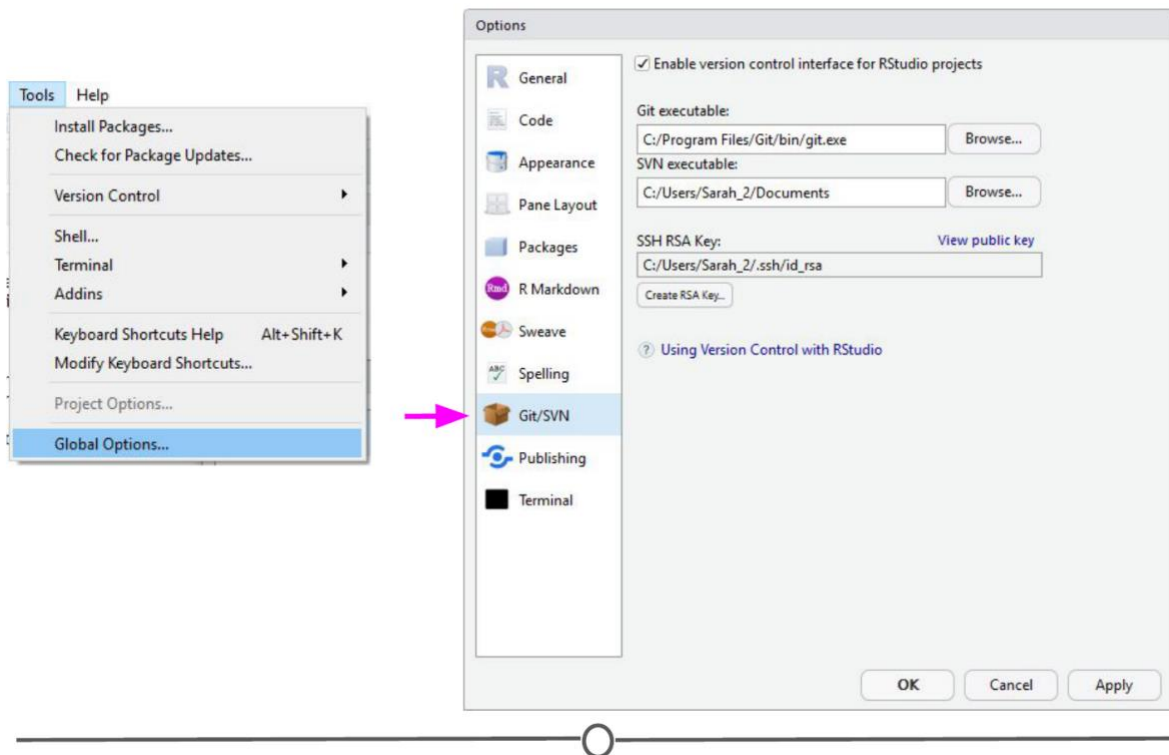 Tools Help
Install Packages...
Check for Package Updates...
Version Control
Shell...
Terminal
Addins
Keyboard Shortcuts Help Alt+Shift+K
Modify Keyboard Shortcuts...
Project Options...
Global Options...
Options
R General
Code
Appearance
Pane Layout
Packages
Rmd R Markdown
Sweave
ABC Spelling
Git/SVN
Publishing
Terminal
Enable version control interface for RStudio projects
Git executable:
C:/Program Files/Git/bin/git.exe Browse...
SVN executable:
C:/Users/Sarah_2/Documents Browse...
SSH RSA Key: View public key
C:/Users/Sarah_2/.ssh/id_rsa
Create RSA Key...
? Using Version Control with RStudio
OK Cancel Apply